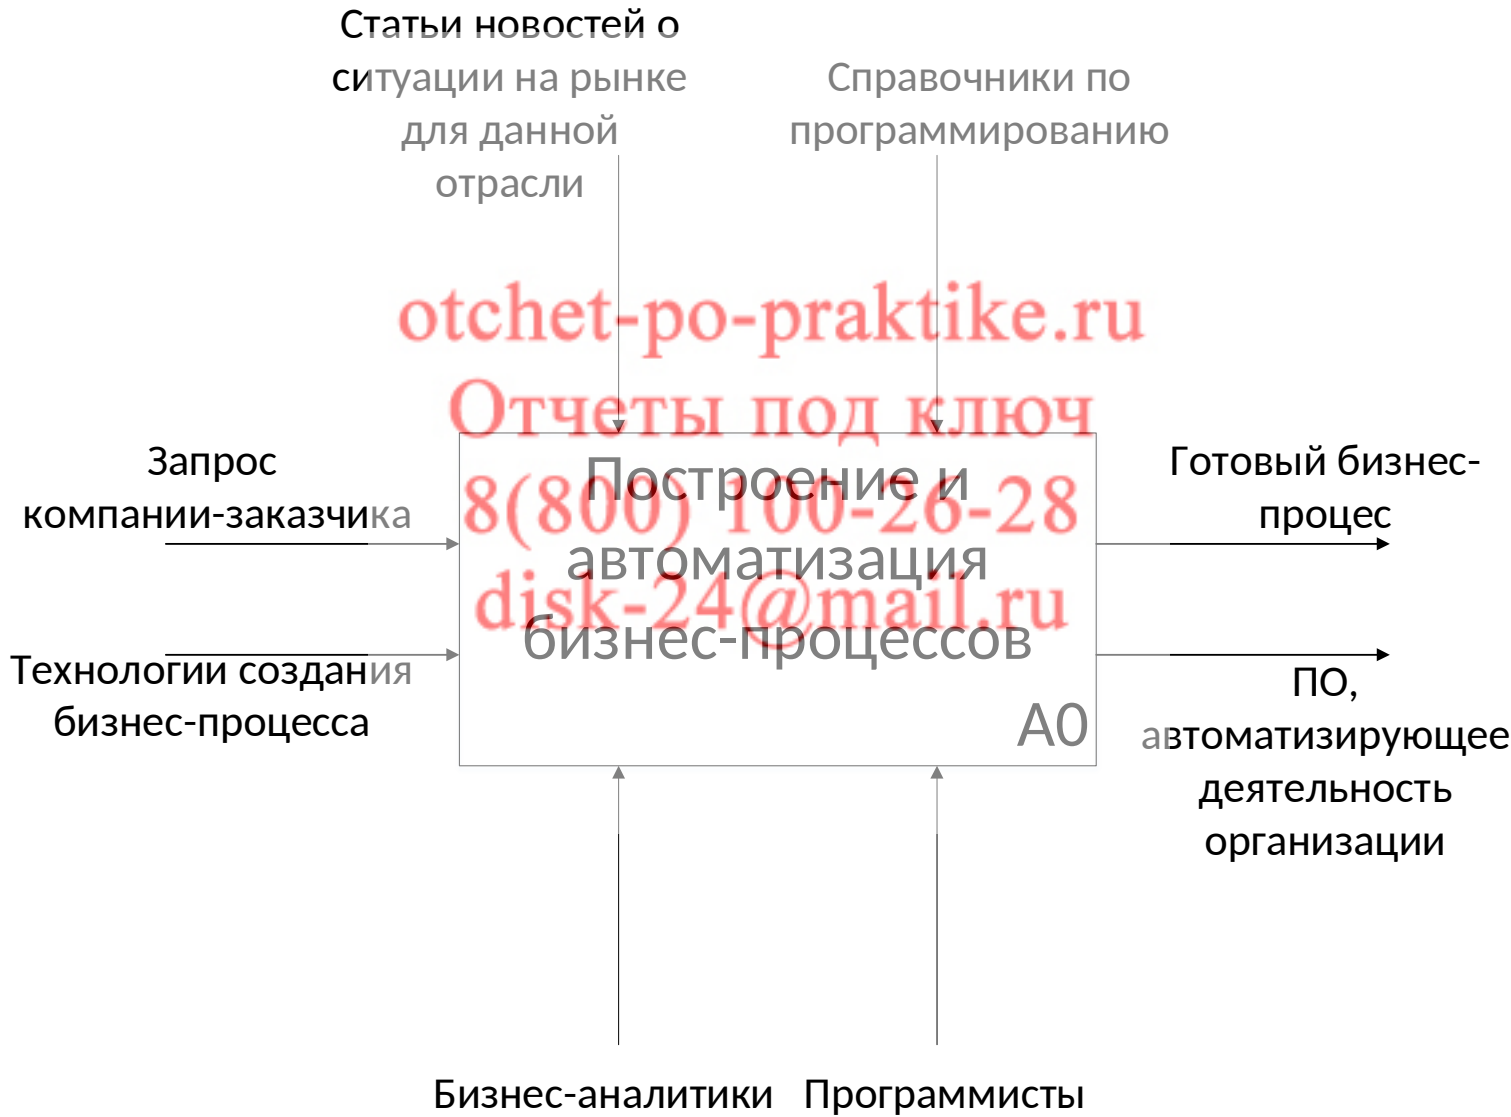 Статьи новостей о
ситуации на рынке
для данной
отрасли
Справочники по
программированию
otchet-po-praktike.ru
Отчеты под ключ
8(800) 100-26-28
disk-24@mail.ru
Запрос
компании-заказчика
Технологии создания
бизнес-процесса
Построение и
автоматизация
бизнес-процессов
А0
Готовый бизнес-
процес
ПО,
автоматизирующее
деятельность
организации
Бизнес-аналитики
Программисты